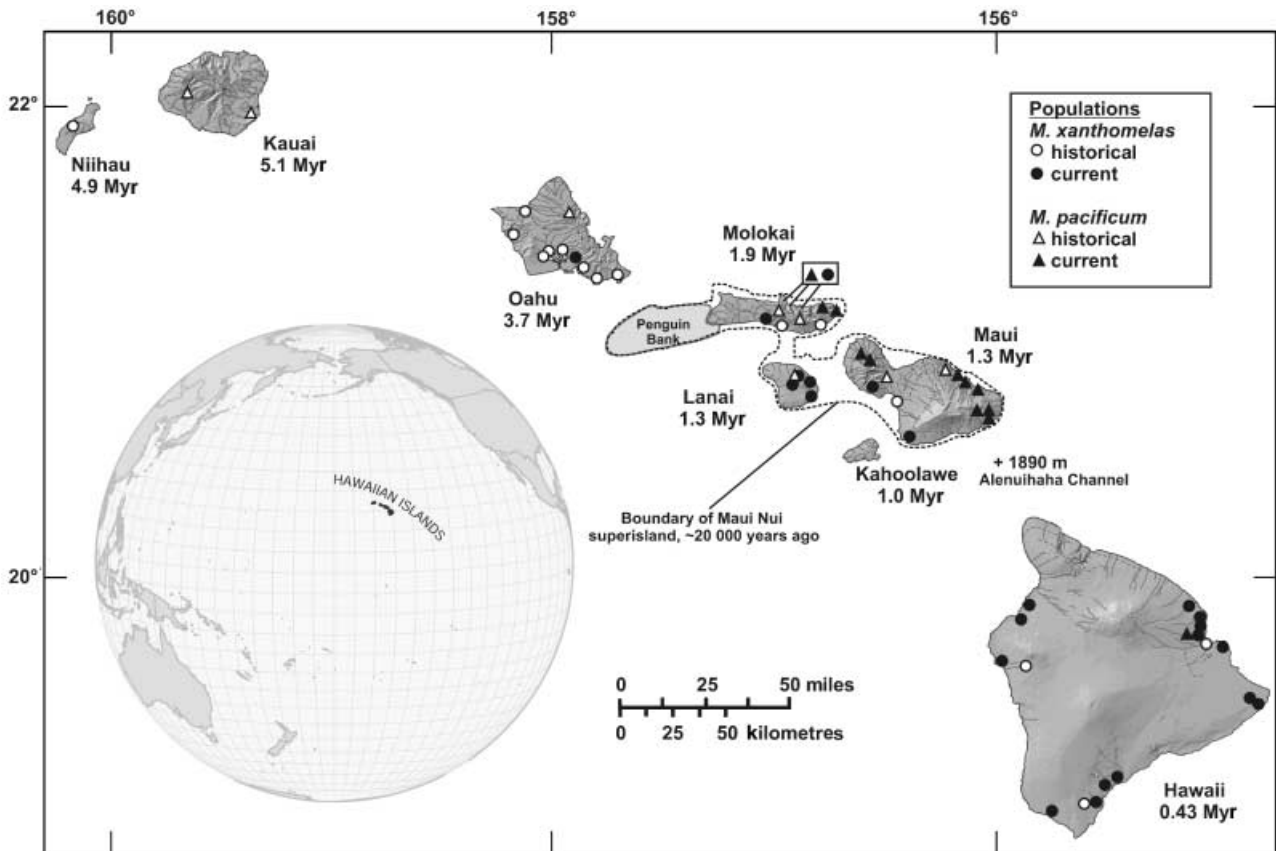 160°
158°
156°
22°
20°
Niihau
4.9 Myr
Kauai
5.1 Myr
Oahu
3.7 Myr
Molokai
1.9 Myr
Penguin
Bank
Lanai
1.3 Myr
Maui
1.3 Myr
Kahoolawe
1.0 Myr
+ 1890 m
Alenuihaha Channel
Boundary of Maui Nui
superisland, ~20 000 years ago
Hawaii
0.43 Myr
Populations
M. xanthomelas
historical
current
M. pacificum
historical
current
HAWAIIAN ISLANDS
0 25 50 miles
0 25 50 kilometres